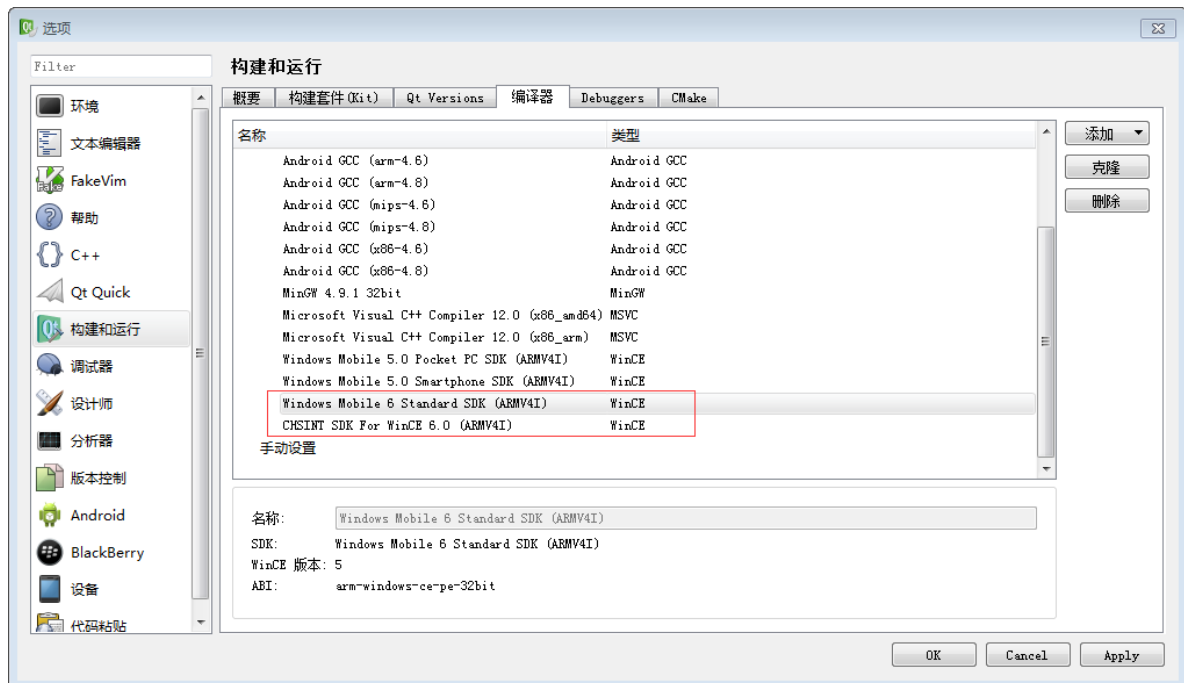 选项
Filter
环境
文本编辑器
FakeVim
帮助
C++
Qt Quick
构建和运行
调试器
设计师
分析器
版本控制
Android
BlackBerry
设备
代码粘贴
构建和运行
概要 构建套件(Kit) Qt Versions 编译器 Debuggers CMake
名称 类型
Android GCC (arm-4.6) Android GCC
Android GCC (arm-4.8) Android GCC
Android GCC (mips-4.6) Android GCC
Android GCC (mips-4.8) Android GCC
Android GCC (x86-4.6) Android GCC
Android GCC (x86-4.8) Android GCC
MinGW 4.9.1 32bit MinGW
Microsoft Visual C++ Compiler 12.0 (x86_amd64) MSVC
Microsoft Visual C++ Compiler 12.0 (x86_arm) MSVC
Windows Mobile 5.0 Pocket PC SDK (ARMV4I) WinCE
Windows Mobile 5.0 Smartphone SDK (ARMV4I) WinCE
Windows Mobile 6 Standard SDK (ARMV4I) WinCE
CHSINT SDK For WinCE 6.0 (ARMV4I) WinCE
手动设置
添加
克隆
删除
名称: Windows Mobile 6 Standard SDK (ARMV4I)
SDK: Windows Mobile 6 Standard SDK (ARMV4I)
WinCE 版本: 5
ABI: arm-windows-ce-pe-32bit
OK Cancel Apply